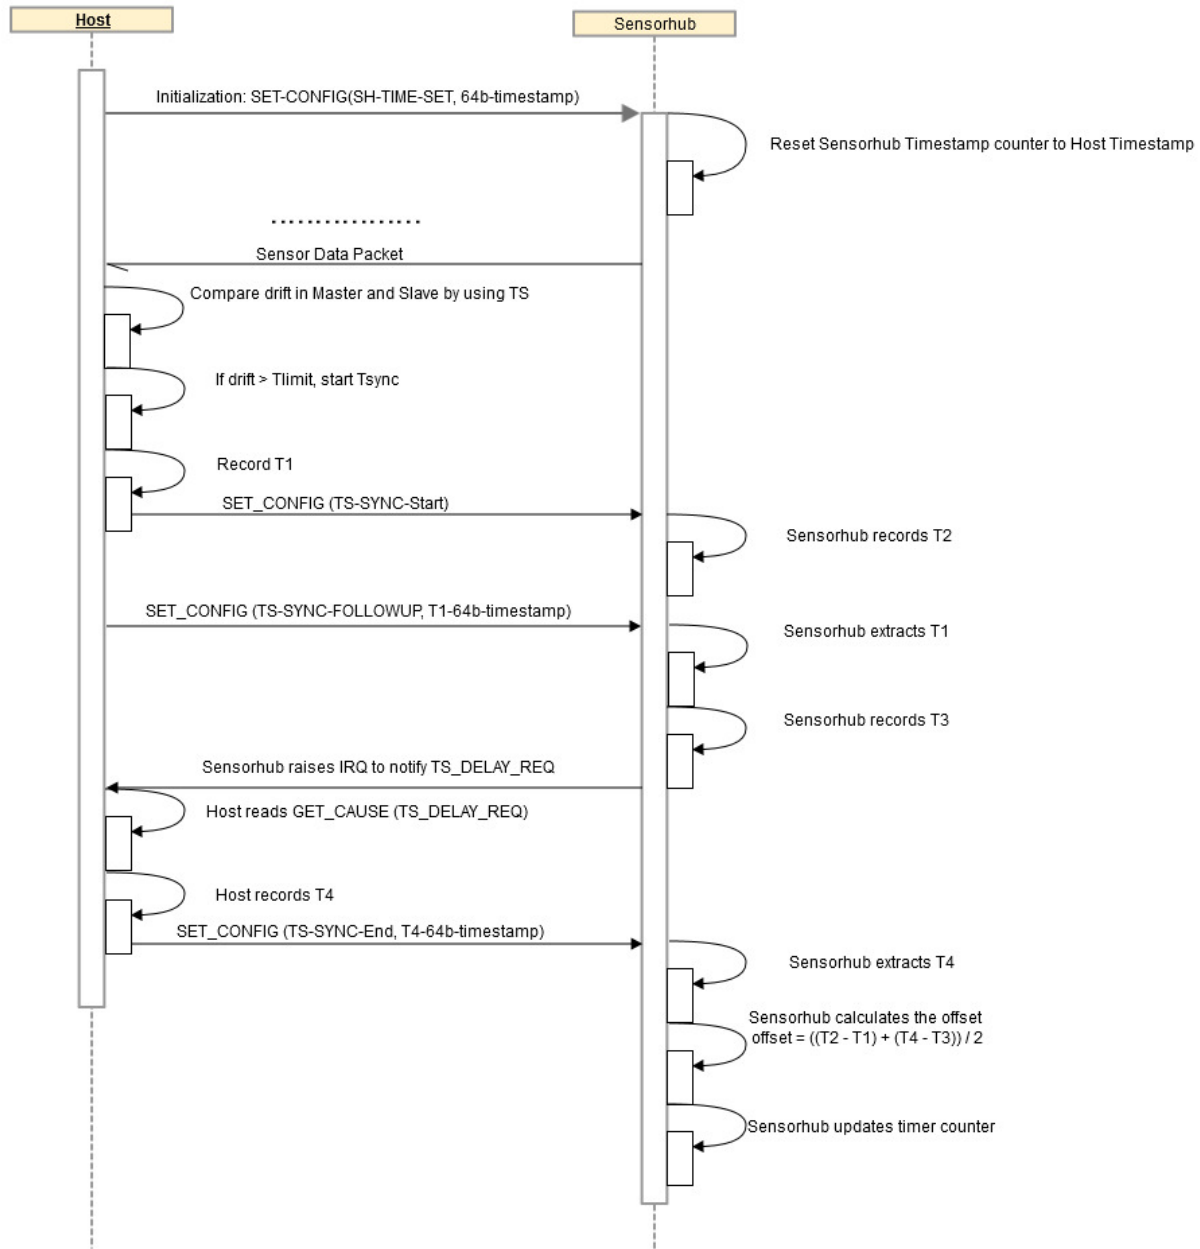 Host
Sensorhub
Initialization: SET-CONFIG(SH-TIME-SET, 64b-timestamp)
Reset Sensorhub Timestamp counter to Host Timestamp
Sensor Data Packet
Compare drift in Master and Slave by using TS
If drift > Tlimit, start Tsync
Record T1
SET_CONFIG (TS-SYNC-Start)
Sensorhub records T2
SET_CONFIG (TS-SYNC-FOLLOWUP, T1-64b-timestamp)
Sensorhub extracts T1
Sensorhub records T3
Sensorhub raises IRQ to notify TS_DELAY_REQ
Host reads GET_CAUSE (TS_DELAY_REQ)
Host records T4
SET_CONFIG (TS-SYNC-End, T4-64b-timestamp)
Sensorhub extracts T4
Sensorhub calculates the offset
offset = ((T2 - T1) + (T4 - T3)) / 2
Sensorhub updates timer counter